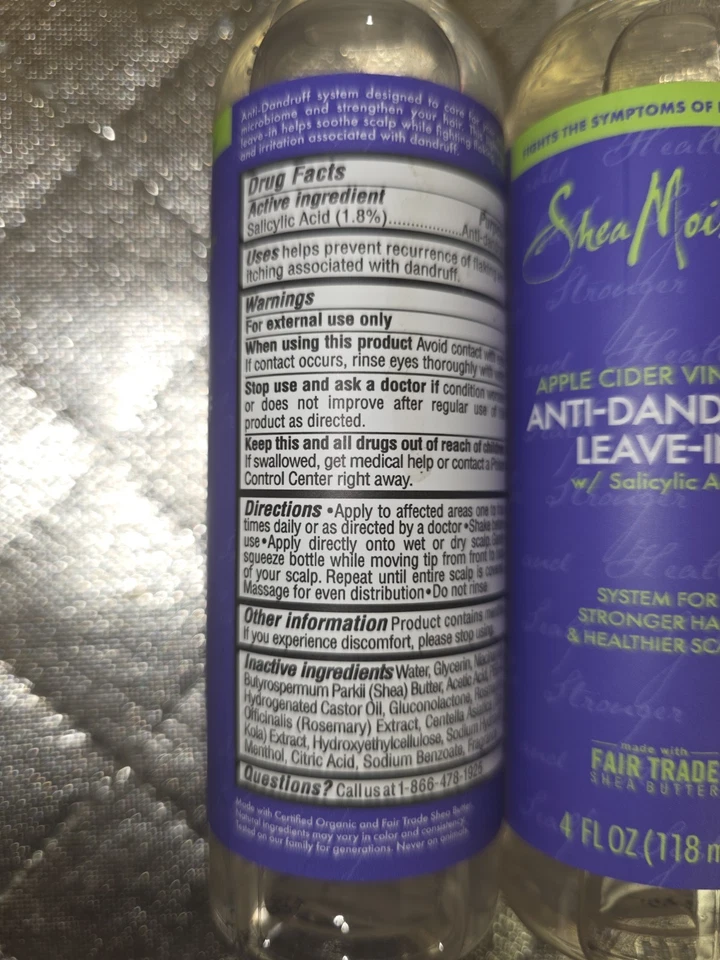 Anti-Dandruff system designed to care for
microbiome and strengthen your hair.
leave-in helps soothe scalp while fighting
and irritation associated with dandruff.
Drug Facts
Active ingredient
Salicylic Acid (1.8%)..................Anti-
Uses helps prevent recurrence of flaking
itching associated with dandruff.
Warnings
For external use only
When using this product Avoid contact with
If contact occurs, rinse eyes thoroughly with
Stop use and ask a doctor if condition
or does not improve after regular use of
product as directed.
Keep this and all drugs out of reach of children
If swallowed, get medical help or contact a
Control Center right away.
Directions •Apply to affected areas one to
times daily or as directed by a doctor•Shake
use•Apply directly onto wet or dry scalp.
squeeze bottle while moving tip from front to
of your scalp. Repeat until entire scalp is
Massage for even distribution•Do not rinse
Other information Product contains
If you experience discomfort, please stop using
Inactive ingredients Water, Glycerin,
Butyrospermum Parkii (Shea) Butter, Acetic Acid,
Hydrogenated Castor Oil, Gluconolactone,
Officinalis (Rosemary) Extract, Centella
Kola) Extract, Hydroxyethylcellulose, Sodium
Menthol, Citric Acid, Sodium Benzoate,
Questions? Call us at 1-866-478-
Made with Certified Organic and Fair Trade Shea Butter.
Natural ingredients may vary in color and consistency.
tested on our family for generations. Never on animals.
FIGHTS THE SYMPTOMS OF
Shea Moi
APPLE CIDER VIN
ANTI-DAND
LEAVE-I
w/ Salicylic A
SYSTEM FOR
STRONGER HA
& HEALTHIER SC
made with
FAIR TRADE
SHEA BUTTER
4 FL OZ (118 m